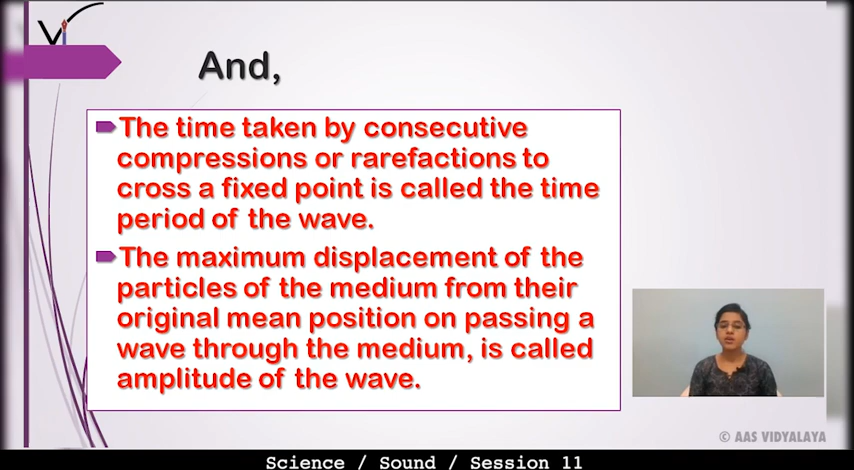 And,
The time taken by consecutive
compressions or rarefactions to
cross a fixed point is called the time
period of the wave.
The maximum displacement of the
particles of the medium from their
original mean position on passing a
wave through the medium, is called
amplitude of the wave.
© AAS VIDYALAYA
Science / Sound / Session 11